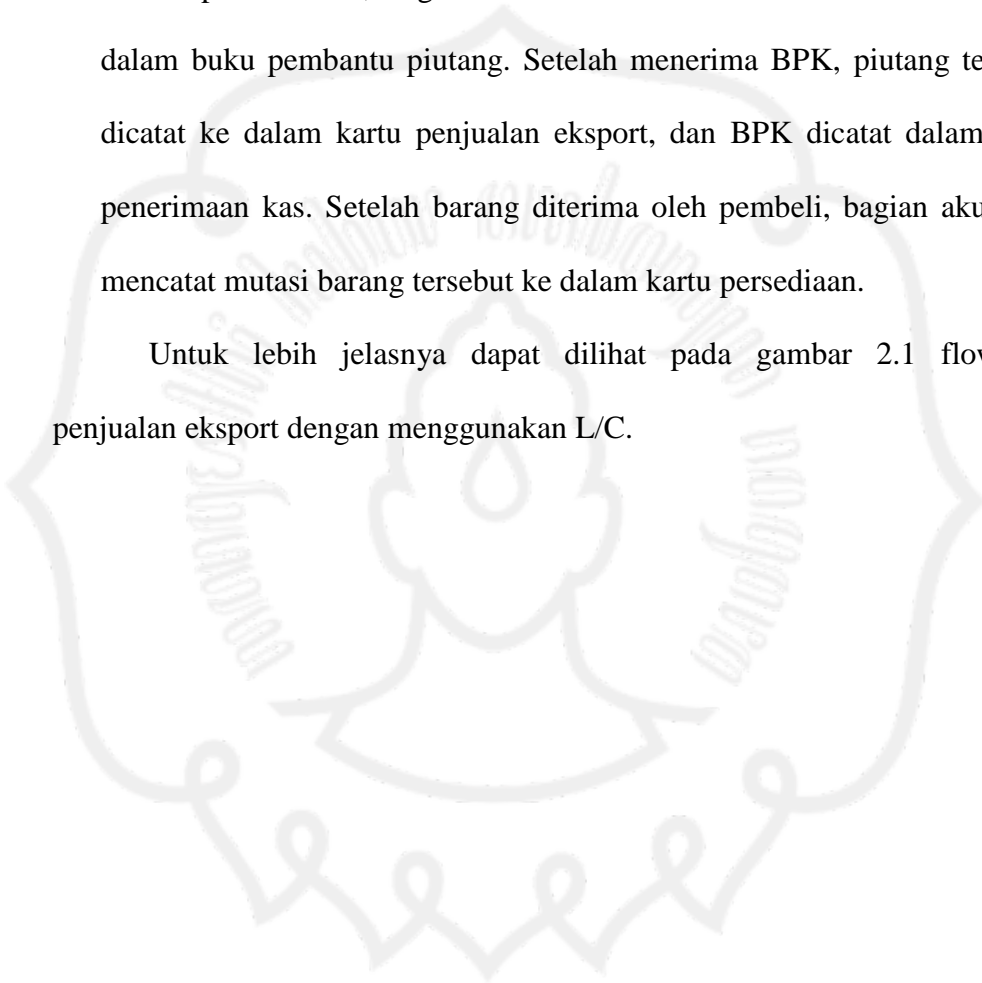 dalam buku pembantu piutang. Setelah menerima BPK, piutang te
dicatat ke dalam kartu penjualan eksport, dan BPK dicatat dalam
penerimaan kas. Setelah barang diterima oleh pembeli, bagian aku
mencatat mutasi barang tersebut ke dalam kartu persediaan.
Untuk lebih jelasnya dapat dilihat pada gambar 2.1 flow
penjualan eksport dengan menggunakan L/C.